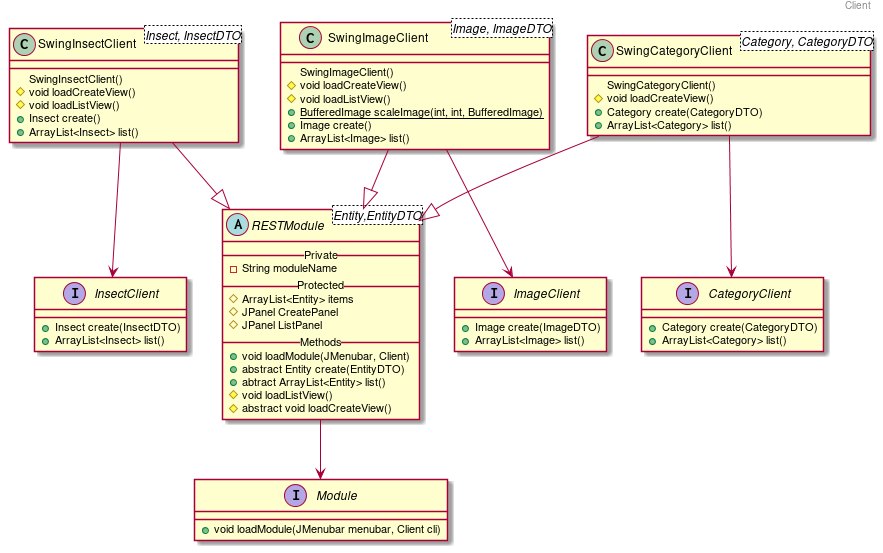 Client
C SwingInsectClient
Insect, InsectDTO
SwingInsectClient()
void loadCreateView()
void loadListView()
Insect create()
ArrayList<Insect> list()
C SwingImageClient
Image, ImageDTO
SwingImageClient()
void loadCreateView()
void loadListView()
BufferedImage scaleImage(int, int, BufferedImage)
Image create()
ArrayList<Image> list()
C SwingCategoryClient
Category, CategoryDTO
SwingCategoryClient()
void loadCreateView()
Category create(CategoryDTO)
ArrayList<Category> list()
A RESTModule
Entity,EntityDTO
Private
String moduleName
Protected
ArrayList<Entity> items
JPanel CreatePanel
JPanel ListPanel
Methods
void loadModule(JMenubar, Client)
abstract Entity create(EntityDTO)
abtract ArrayList<Entity> list()
void loadListView()
abstract void loadCreateView()
I InsectClient
Insect create(InsectDTO)
ArrayList<Insect> list()
I ImageClient
Image create(ImageDTO)
ArrayList<Image> list()
I CategoryClient
Category create(CategoryDTO)
ArrayList<Category> list()
I Module
void loadModule(JMenubar menubar, Client cli)